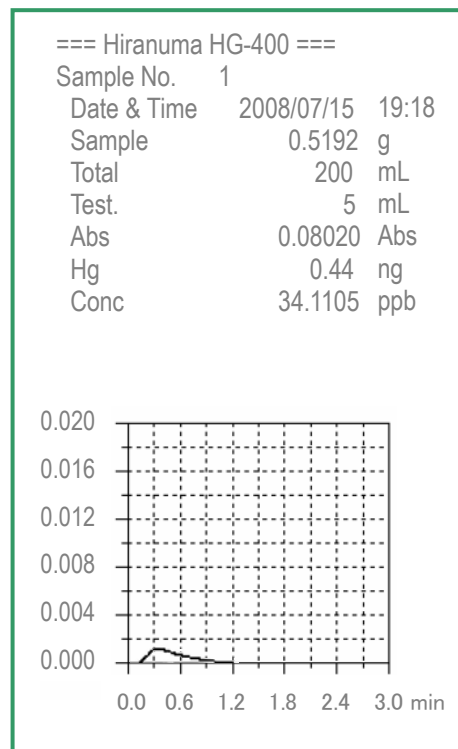 === Hiranuma HG-400 ===
Sample No. 1
Date & Time 2008/07/15 19:18
Sample 0.5192 g
Total 200 mL
Test. 5 mL
Abs 0.08020 Abs
Hg 0.44 ng
Conc 34.1105 ppb
0.020
0.016
0.012
0.008
0.004
0.000
0.0 0.6 1.2 1.8 2.4 3.0 min